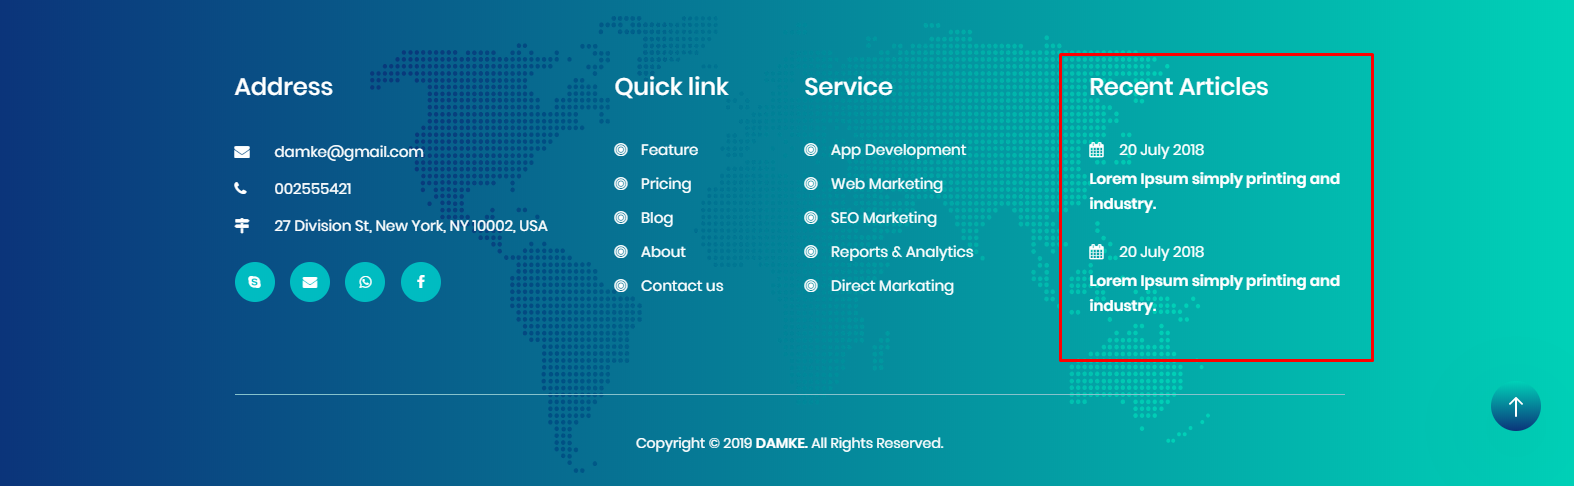 Address
damke@gmail.com
002555421
27 Division St, New York, NY 10002, USA
Quick link
Feature
Pricing
Blog
About
Contact us
Service
App Development
Web Marketing
SEO Marketing
Reports & Analytics
Direct Markating
Recent Articles
20 July 2018
Lorem Ipsum simply printing and
industry.
20 July 2018
Lorem Ipsum simply printing and
industry.
Copyright © 2019 DAMKE. All Rights Reserved.